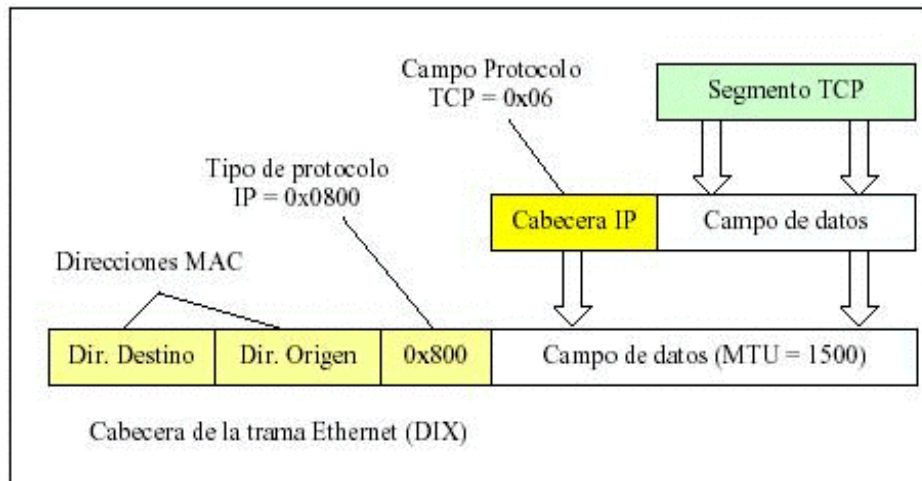 Campo Protocolo
TCP = 0x06
Segmento TCP
Tipo de protocolo
IP = 0x0800
Cabecera IP
Campo de datos
Direcciones MAC
Dir. Destino
Dir. Origen
0x800
Campo de datos (MTU = 1500)
Cabecera de la trama Ethernet (DIX)